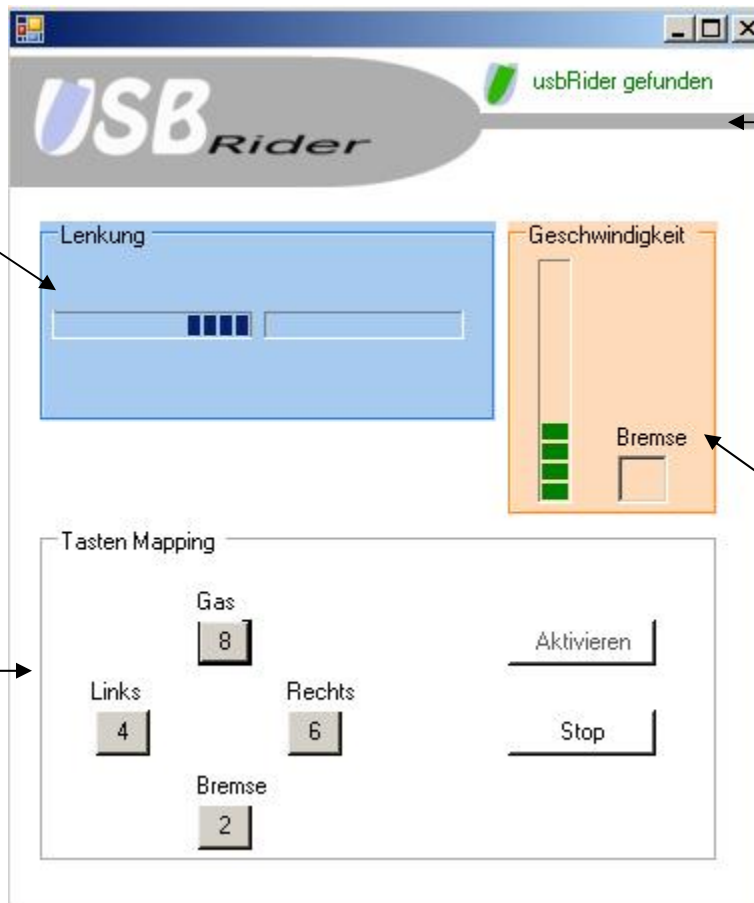 USB Rider
usbRider gefunden
Lenkung
Geschwindigkeit
Bremse
Tasten Mapping
Gas
8
Aktivieren
Links
Rechts
4
6
Stop
Bremse
2